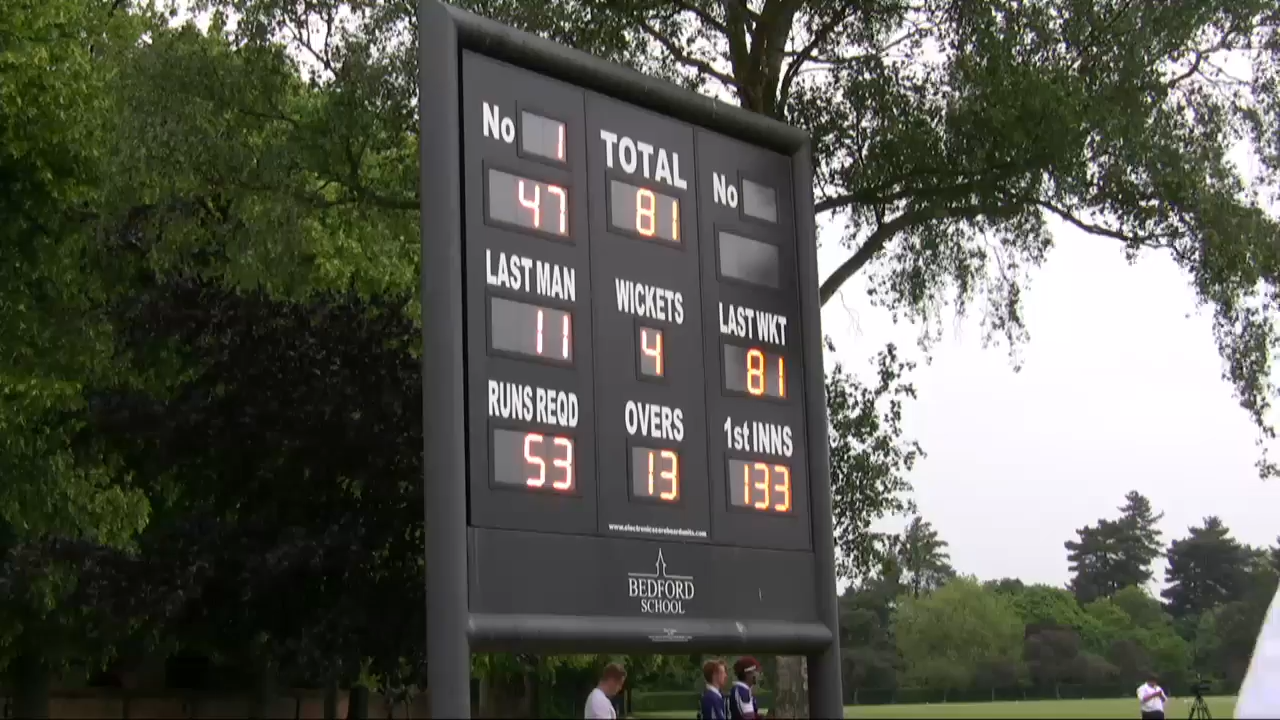 No 1
47
LAST MAN
11
RUNS REQD
53
TOTAL
81
WICKETS
4
OVERS
13
No
LAST WKT
81
1st INNS
133
www.electronicscoreboards.com
BEDFORD
SCHOOL